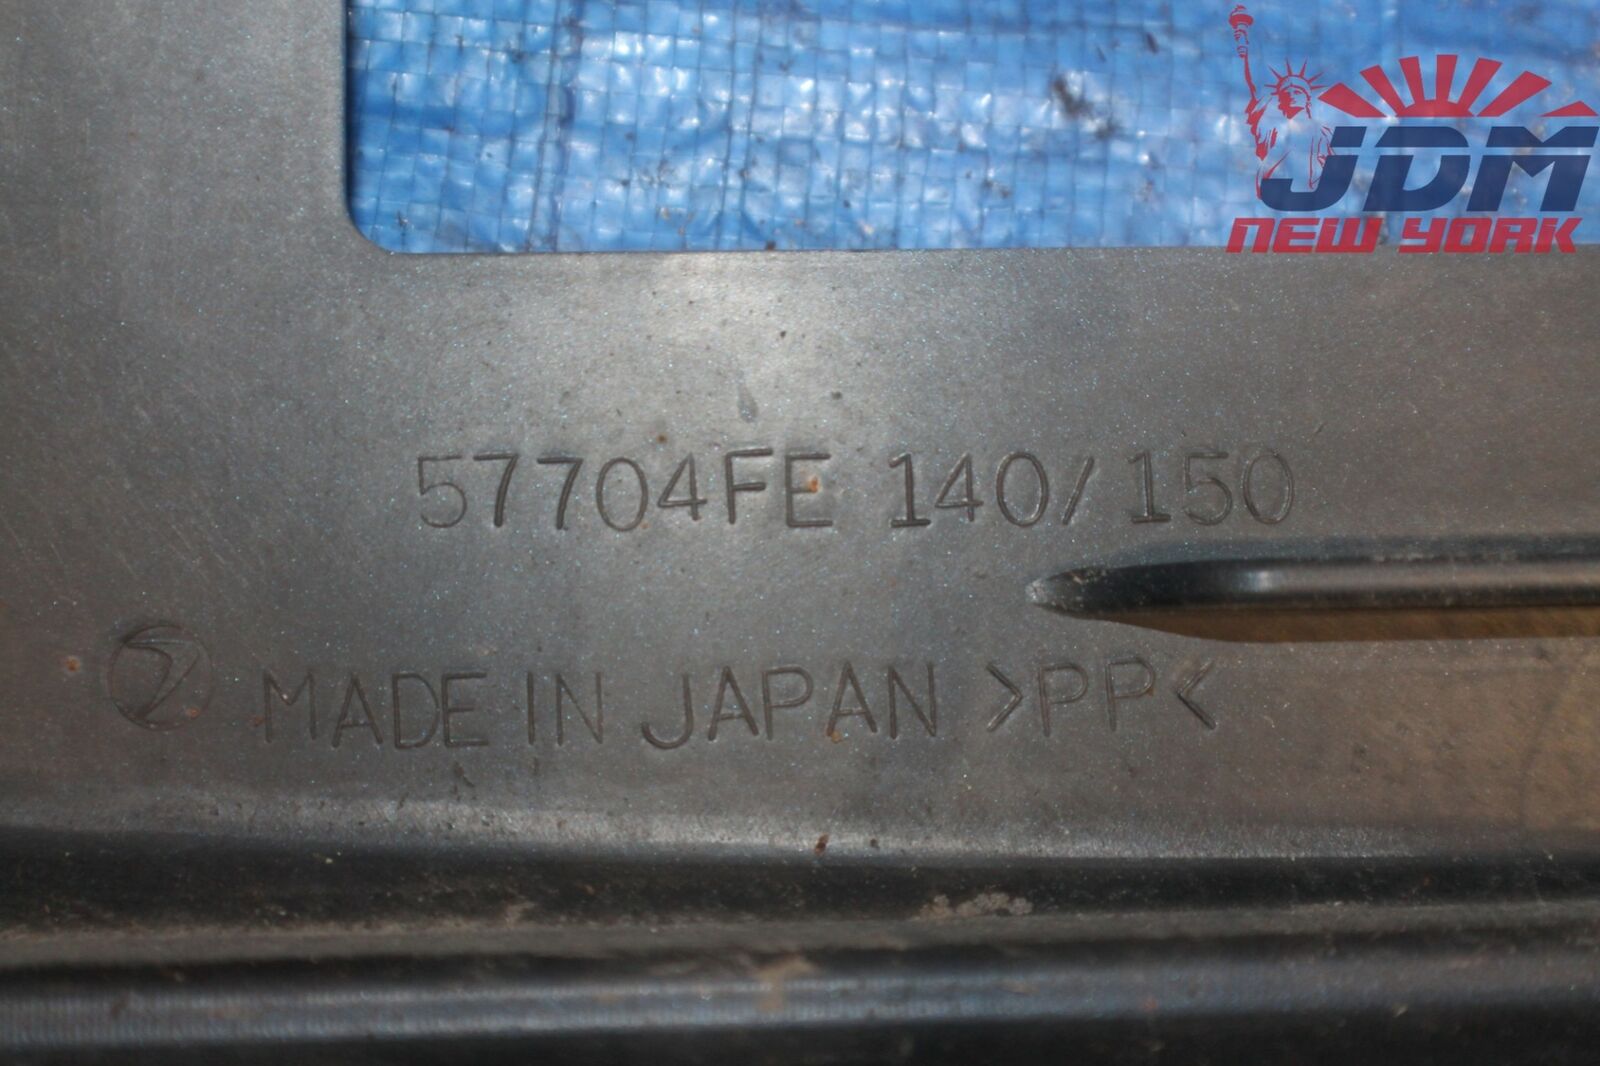 JDM
NEW YORK
57704FE 140/150
MADE IN JAPAN >PP<